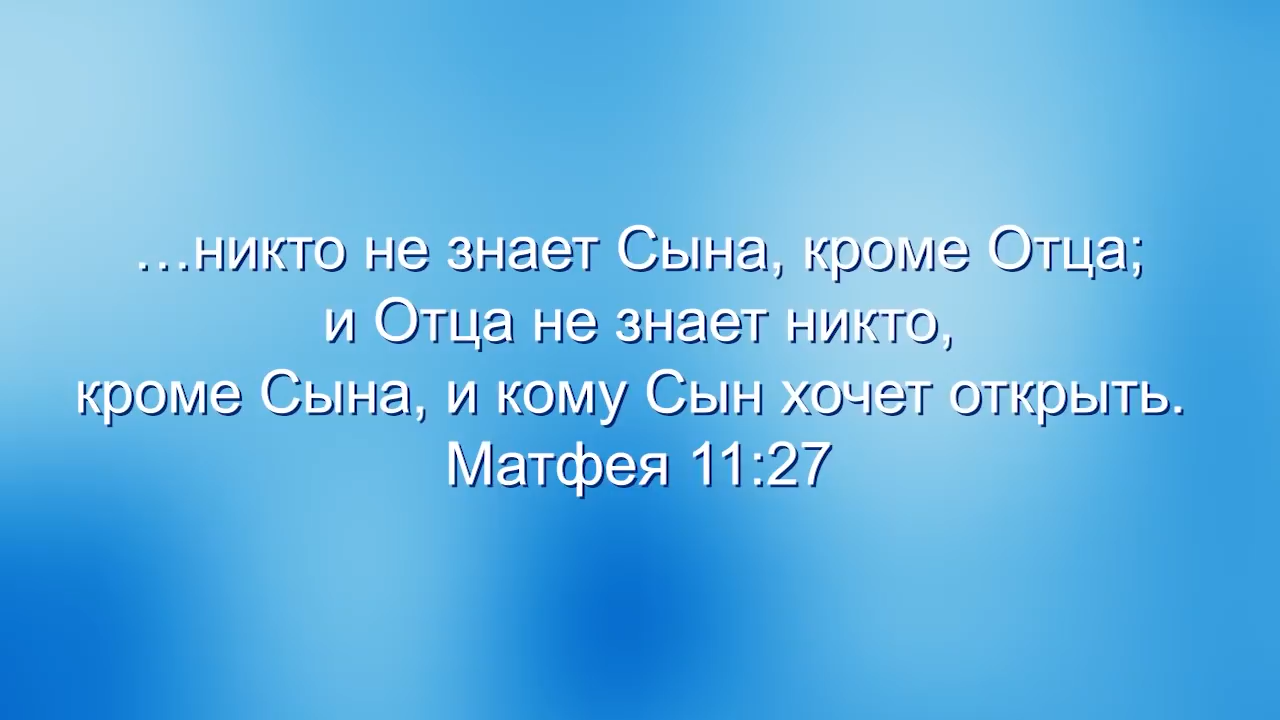 …никто не знает Сына, кроме Отца;
и Отца не знает никто,
кроме Сына, и кому Сын хочет открыть.
Матфея 11:27